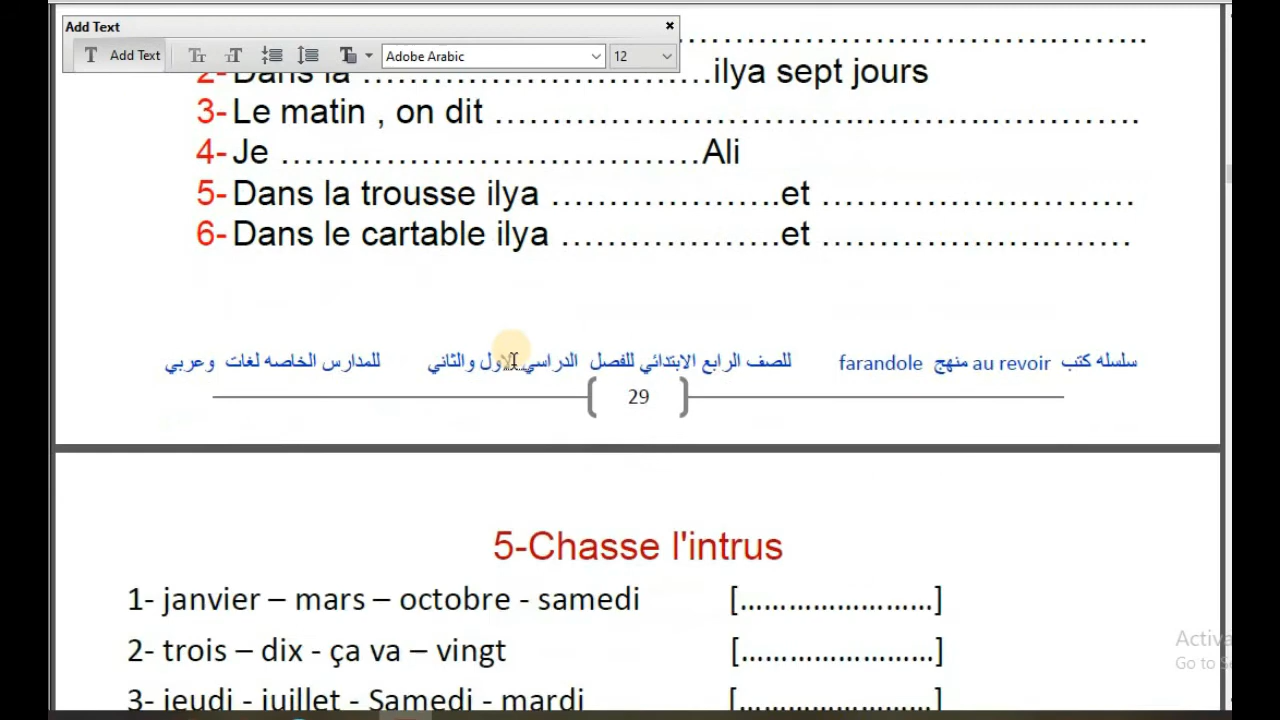 Add Text
Add Text Adobe Arabic 12
2- Dans la ………………………………ilya sept jours
3- Le matin , on dit ……………………………….………….………….
4- Je ……………………………………Ali
5- Dans la trousse ilya ………………….et …………………………
6- Dans le cartable ilya ………………….et ………………….…….
سلسله كتب au revoir منهج farandole للصف الرابع الابتدائي للفصل الدراسي الاول والثاني للمدارس الخاصه لغات وعربي
29
5-Chasse l'intrus
1- janvier – mars – octobre - samedi […………………….]
2- trois – dix - ça va – vingt […………………….]
3- jeudi - juillet - Samedi - mardi […………………….]